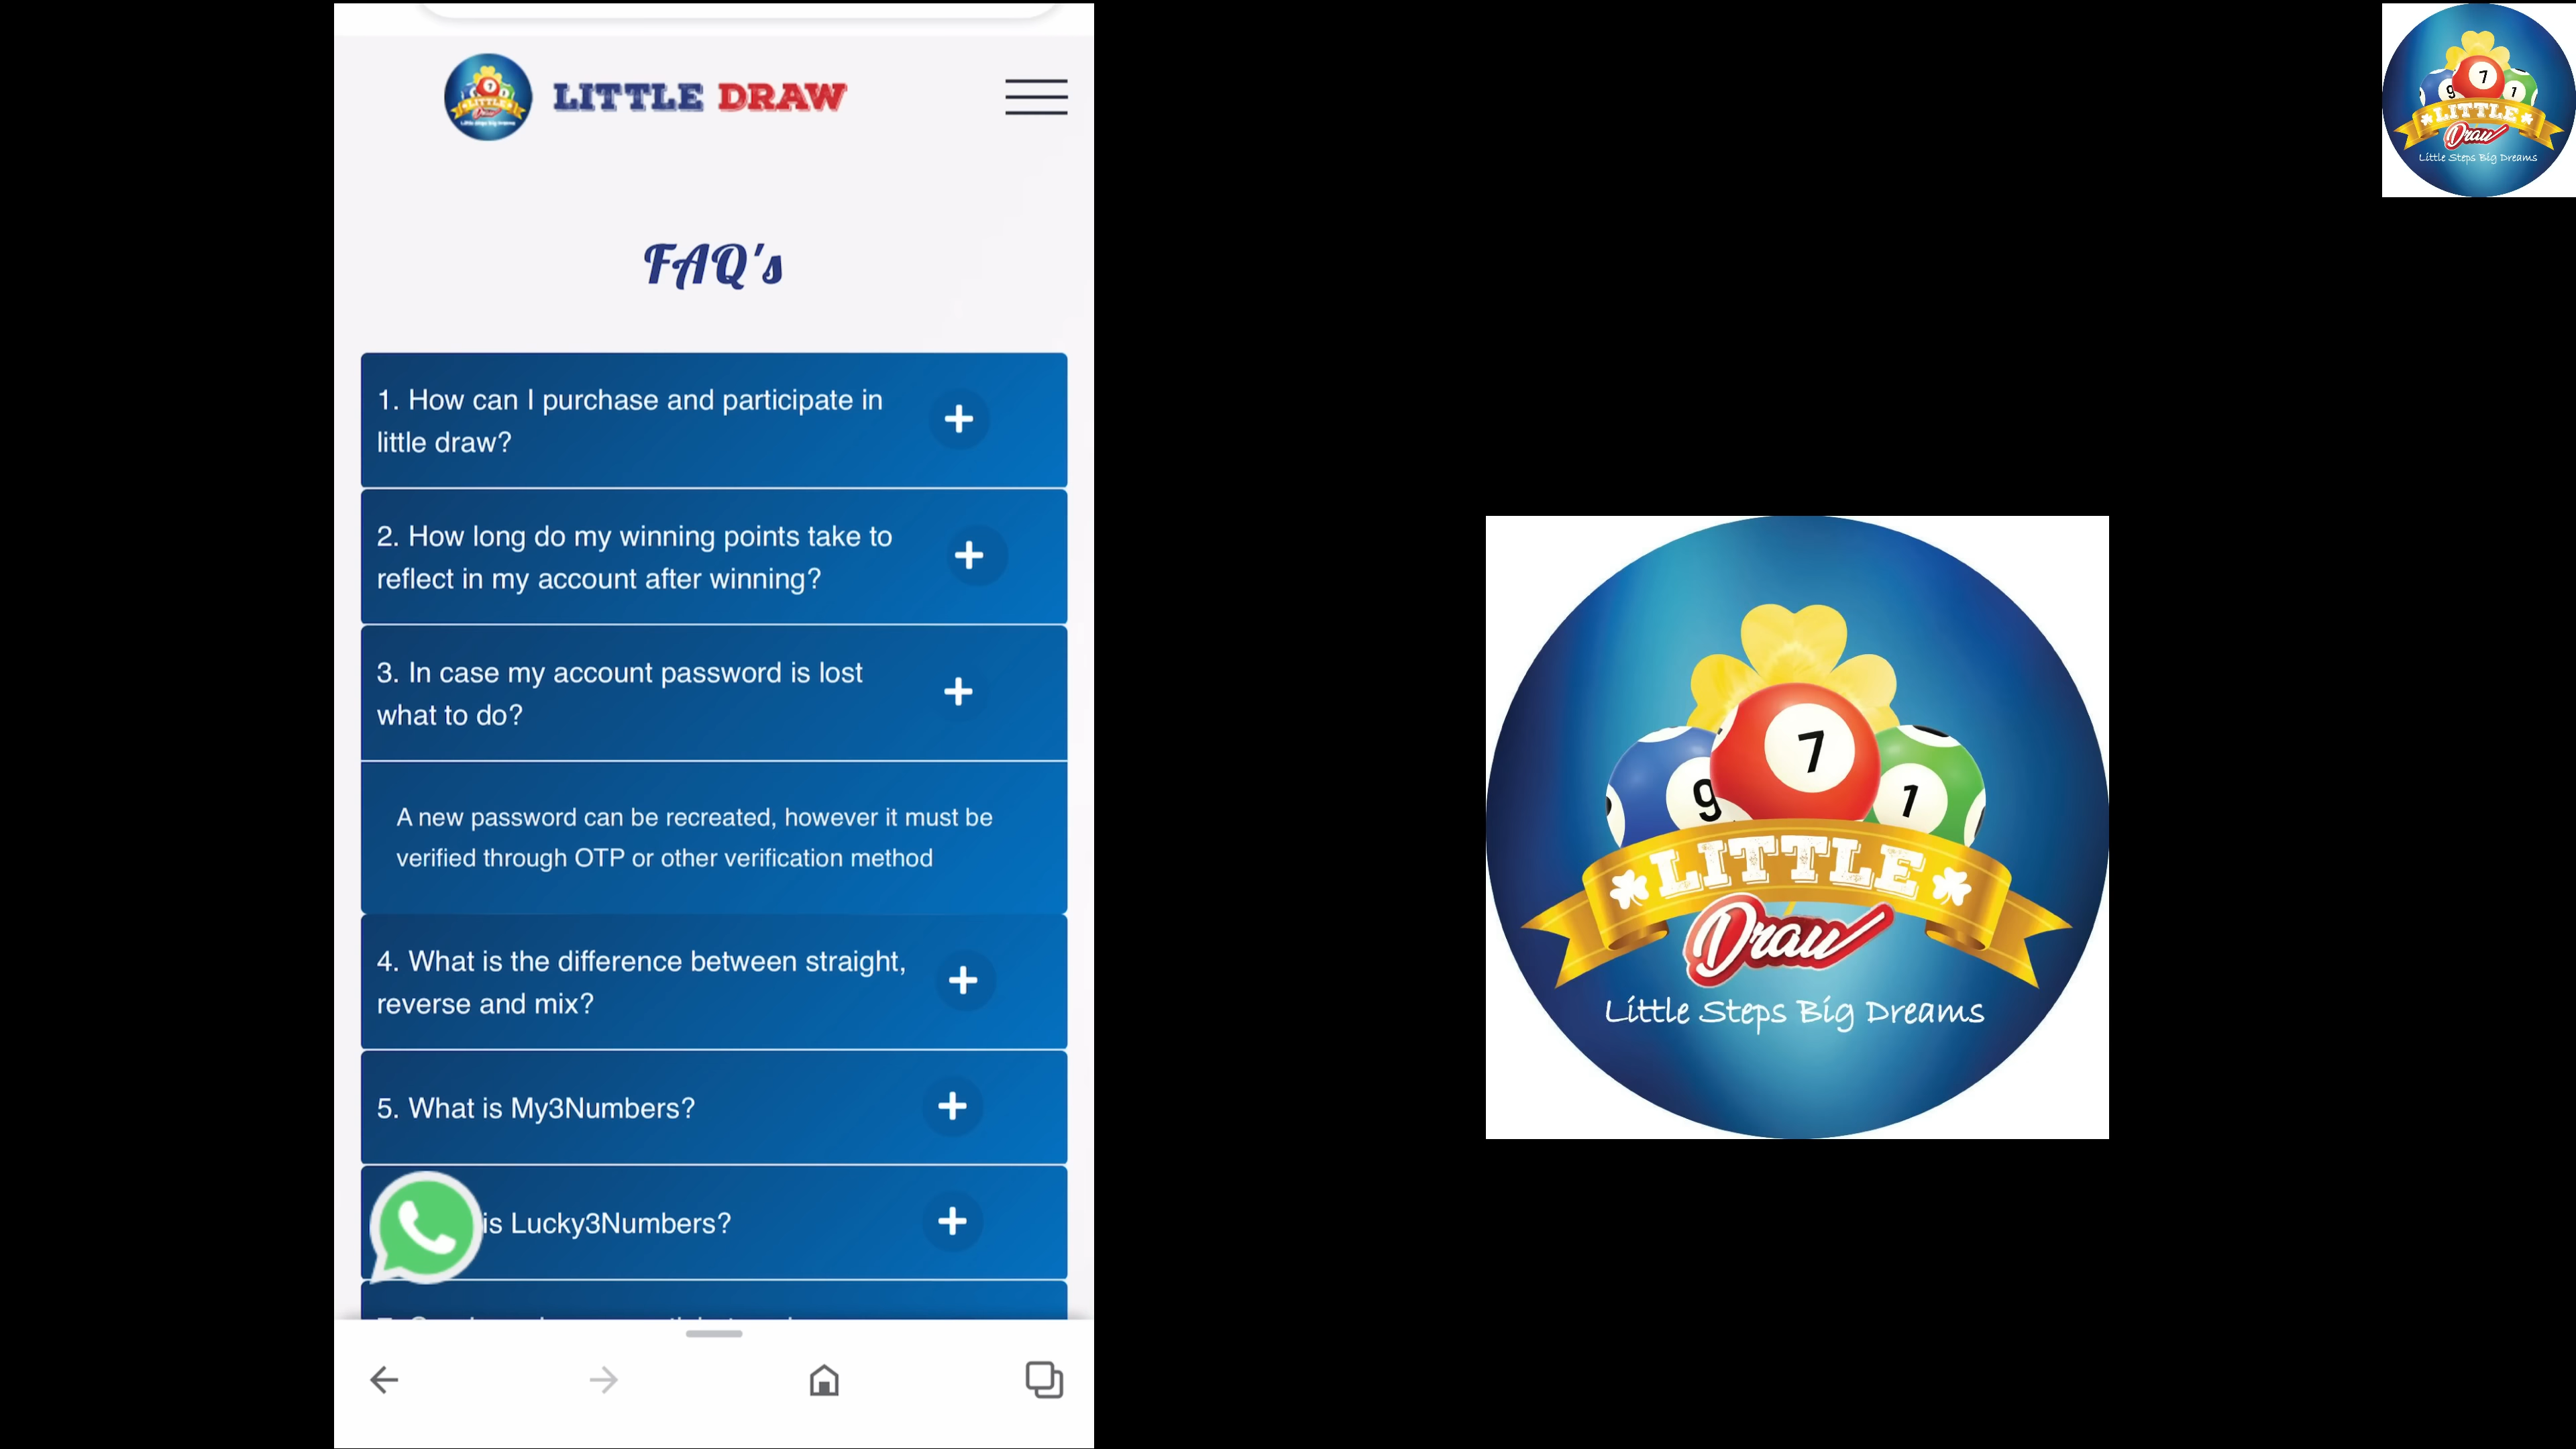 LITTLE DRAW
FAQ's
1. How can I purchase and participate in
little draw?
2. How long do my winning points take to
reflect in my account after winning?
3. In case my account password is lost
what to do?
A new password can be recreated, however it must be
verified through OTP or other verification method
4. What is the difference between straight,
reverse and mix?
5. What is My3Numbers?
is Lucky3Numbers?
9 7 1
LITTLE
Draw
Little Steps Big Dreams
9 7 1
LITTLE
Draw
Little Steps Big Dreams